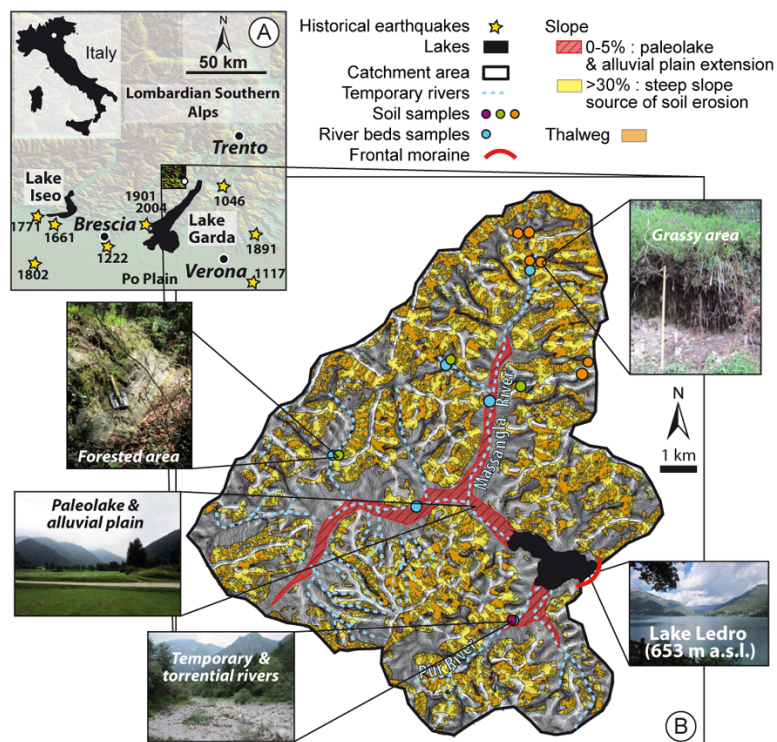 Italy
N
A
50 km
Lombardian Southern
Alps
Trento
Lake
Iseo
1901
2004
1046
1771
1661
Brescia
1222
Lake
Garda
1891
1802
Po Plain
Verona
1117
Historical earthquakes
Lakes
Catchment area
Temporary rivers
Soil samples
River beds samples
Frontal moraine
Slope
0-5% : paleolake
& alluvial plain extension
>30% : steep slope
source of soil erosion
Thalweg
Grassy area
Forested area
Massangla River
N
1 km
Paleolake &
alluvial plain
Temporary &
torrential rivers
Pur River
Lake Ledro
(653 m a.s.l.)
B